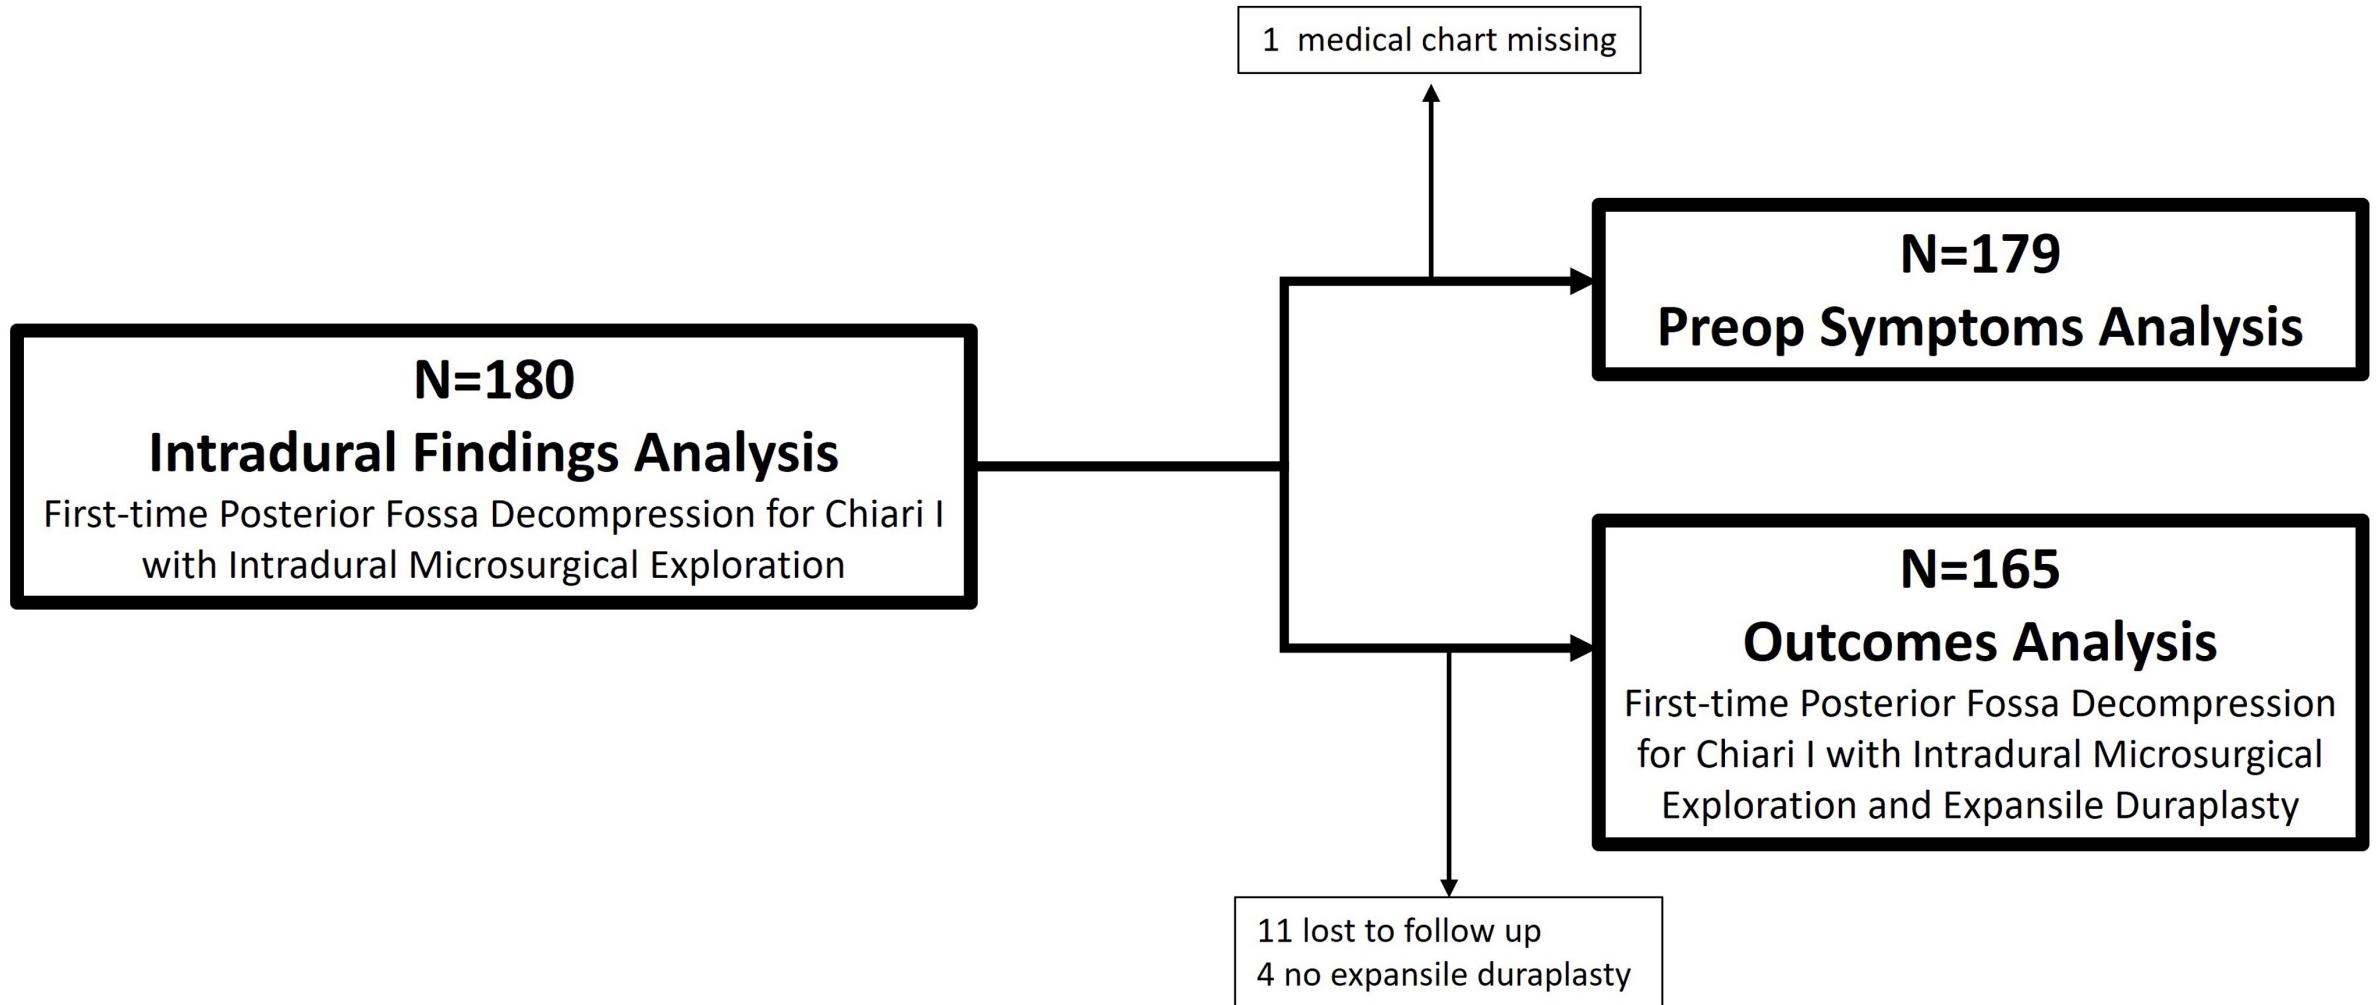 1  medical chart missing
N=179
Preop Symptoms Analysis
N=180
Intradural Findings Analysis
First-time Posterior Fossa Decompression for Chiari I
with Intradural Microsurgical Exploration
N=165
Outcomes Analysis
First-time Posterior Fossa Decompression
for Chiari I with Intradural Microsurgical
Exploration and Expansile Duraplasty
11 lost to follow up
4 no expansile duraplasty